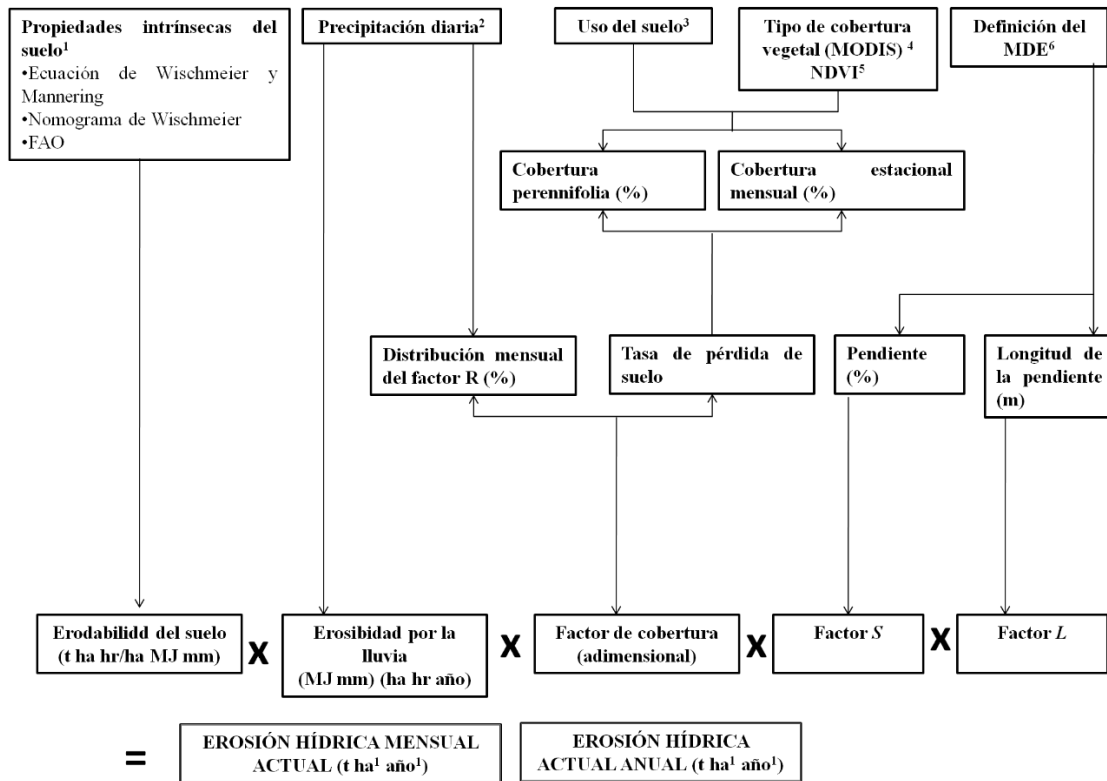 Propiedades intrínsecas del
suelo¹
•Ecuación de Wischmeier y
Mannering
•Nomograma de Wischmeier
•FAO
Precipitación diaria²
Uso del suelo³
Tipo de cobertura
vegetal (MODIS) ⁴
NDVI⁵
Definición del
MDE⁶
Cobertura
perennifolia (%)
Cobertura estacional
mensual (%)
Distribución mensual
del factor R (%)
Tasa de pérdida de
suelo
Pendiente
(%)
Longitud de
la pendiente
(m)
Erodabilidd del suelo
(t ha hr/ha MJ mm)
X
Erosibidad por la
lluvia
(MJ mm) (ha hr año)
X
Factor de cobertura
(adimensional)
X
Factor S
X
Factor L
=
EROSIÓN HÍDRICA MENSUAL
ACTUAL (t ha¹ año¹)
EROSIÓN HÍDRICA
ACTUAL ANUAL (t ha¹ año¹)